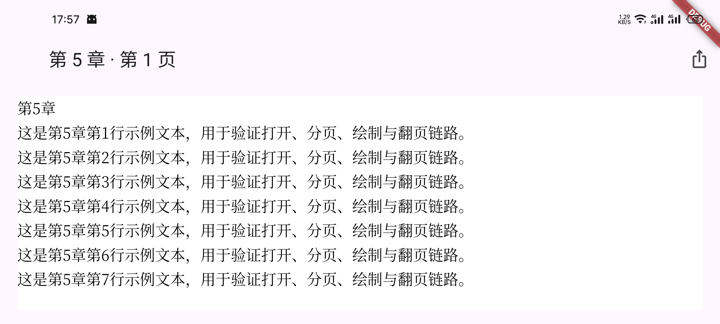 17:57
1.29 KB/S
4G
4G
DEBUG
第 5 章 · 第 1 页
第5章
这是第5章第1行示例文本，用于验证打开、分页、绘制与翻页链路。
这是第5章第2行示例文本，用于验证打开、分页、绘制与翻页链路。
这是第5章第3行示例文本，用于验证打开、分页、绘制与翻页链路。
这是第5章第4行示例文本，用于验证打开、分页、绘制与翻页链路。
这是第5章第5行示例文本，用于验证打开、分页、绘制与翻页链路。
这是第5章第6行示例文本，用于验证打开、分页、绘制与翻页链路。
这是第5章第7行示例文本，用于验证打开、分页、绘制与翻页链路。